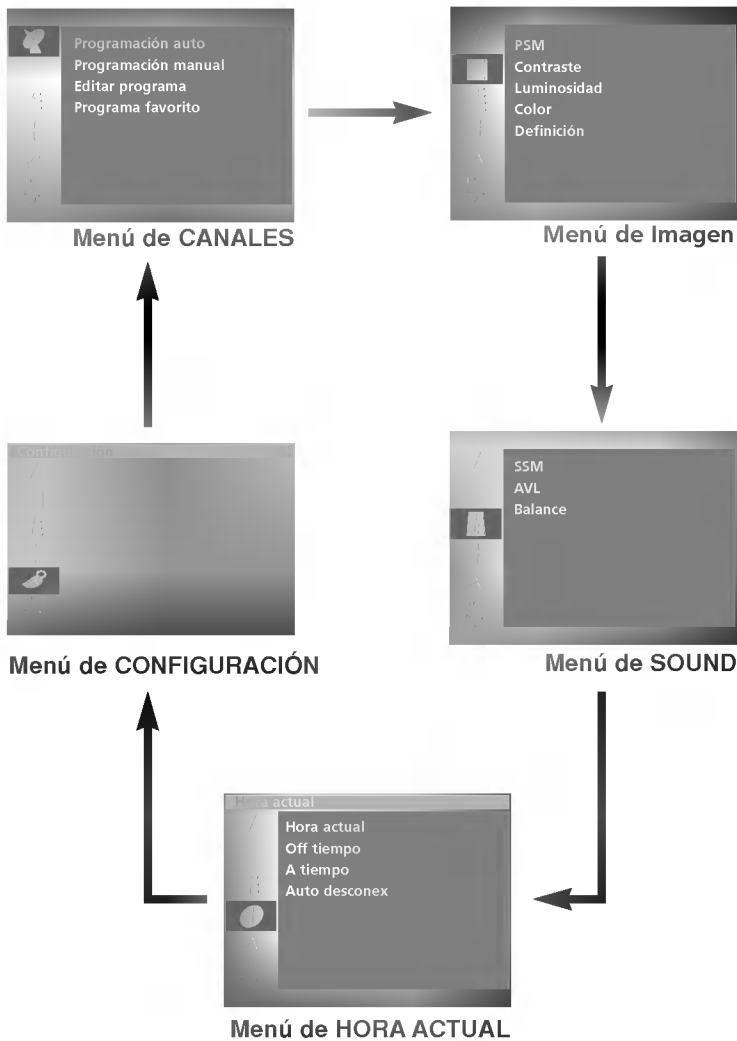 Programación auto
Programación manual
Editar programa
Programa favorito
Menú de CANALES
PSM
Contraste
Luminosidad
Color
Definición
Menú de Imagen
SSM
AVL
Balance
Menú de SOUND
Hora actual
Hora actual
Off tiempo
A tiempo
Auto desconex
Menú de HORA ACTUAL
Configuración
Menú de CONFIGURACIÓN